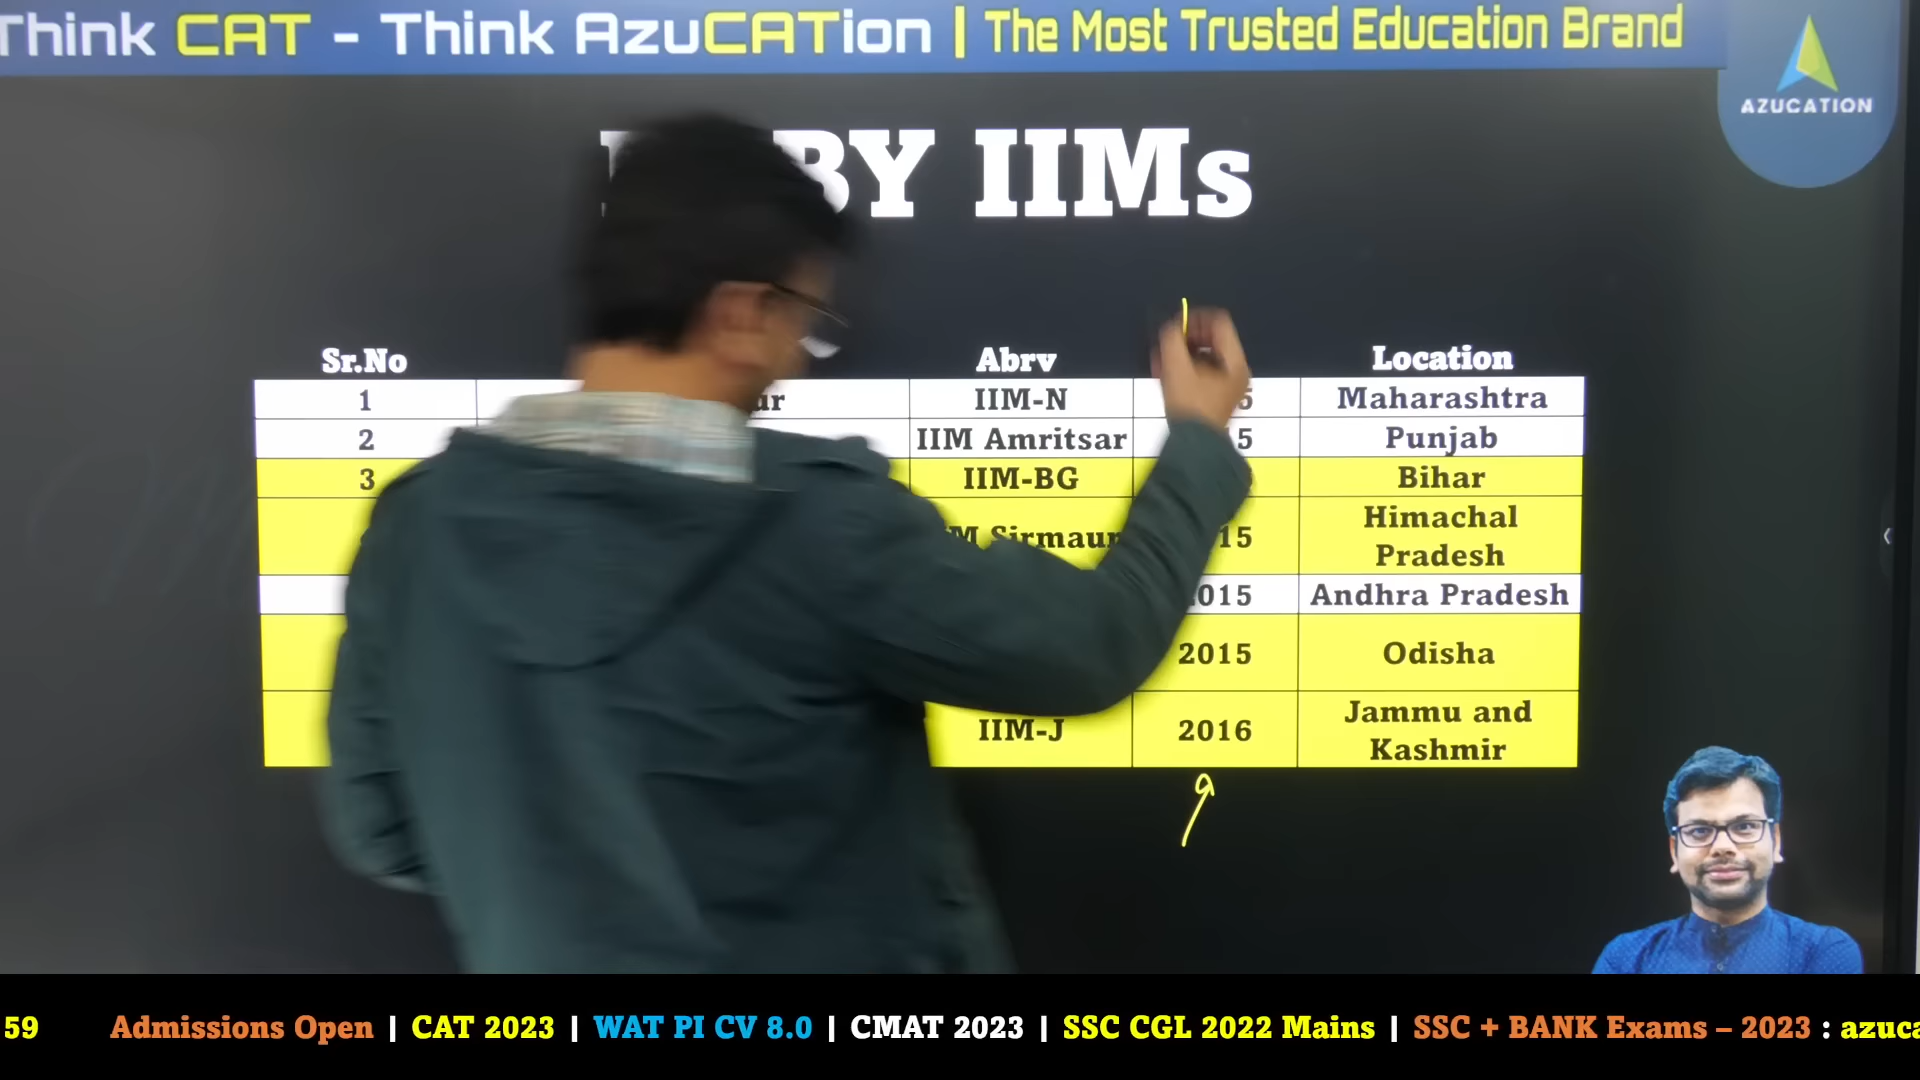 Think CAT - Think AzuCATion | The Most Trusted Education Brand
AZUCATION
BY IIMs
Sr.No Abrv Location
1 IIM-N Maharashtra
2 IIM Amritsar Punjab
3 IIM-BG Bihar
Sirmaur Himachal
Pradesh
Andhra Pradesh
2015 Odisha
IIM-J 2016 Jammu and
Kashmir
59 Admissions Open | CAT 2023 | WAT PI CV 8.0 | CMAT 2023 | SSC CGL 2022 Mains | SSC + BANK Exams – 2023 : azuca